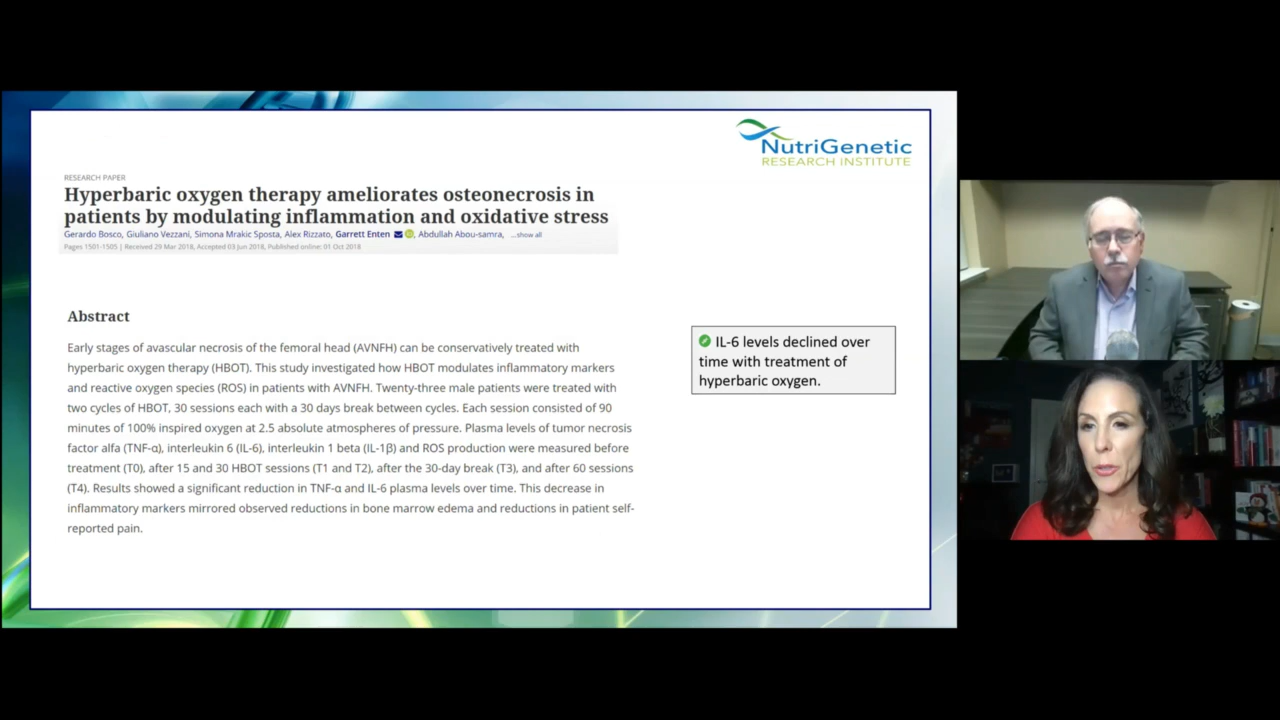 NutriGenetic
RESEARCH INSTITUTE
RESEARCH PAPER
Hyperbaric oxygen therapy ameliorates osteonecrosis in
patients by modulating inflammation and oxidative stress
Gerardo Bosco, Giuliano Vezzani, Simona Mrakic Sposta, Alex Rizzato, Garrett Enten, Abdullah Abou-samra, ...show all
Pages 1501-1505 | Received 29 Mar 2018, Accepted 03 Jun 2018, Published online: 01 Oct 2018
Abstract
Early stages of avascular necrosis of the femoral head (AVNFH) can be conservatively treated with
hyperbaric oxygen therapy (HBOT). This study investigated how HBOT modulates inflammatory markers
and reactive oxygen species (ROS) in patients with AVNFH. Twenty-three male patients were treated with
two cycles of HBOT, 30 sessions each with a 30 days break between cycles. Each session consisted of 90
minutes of 100% inspired oxygen at 2.5 absolute atmospheres of pressure. Plasma levels of tumor necrosis
factor alfa (TNF-α), interleukin 6 (IL-6), interleukin 1 beta (IL-1β) and ROS production were measured before
treatment (T0), after 15 and 30 HBOT sessions (T1 and T2), after the 30-day break (T3), and after 60 sessions
(T4). Results showed a significant reduction in TNF-α and IL-6 plasma levels over time. This decrease in
inflammatory markers mirrored observed reductions in bone marrow edema and reductions in patient self-
reported pain.
IL-6 levels declined over
time with treatment of
hyperbaric oxygen.